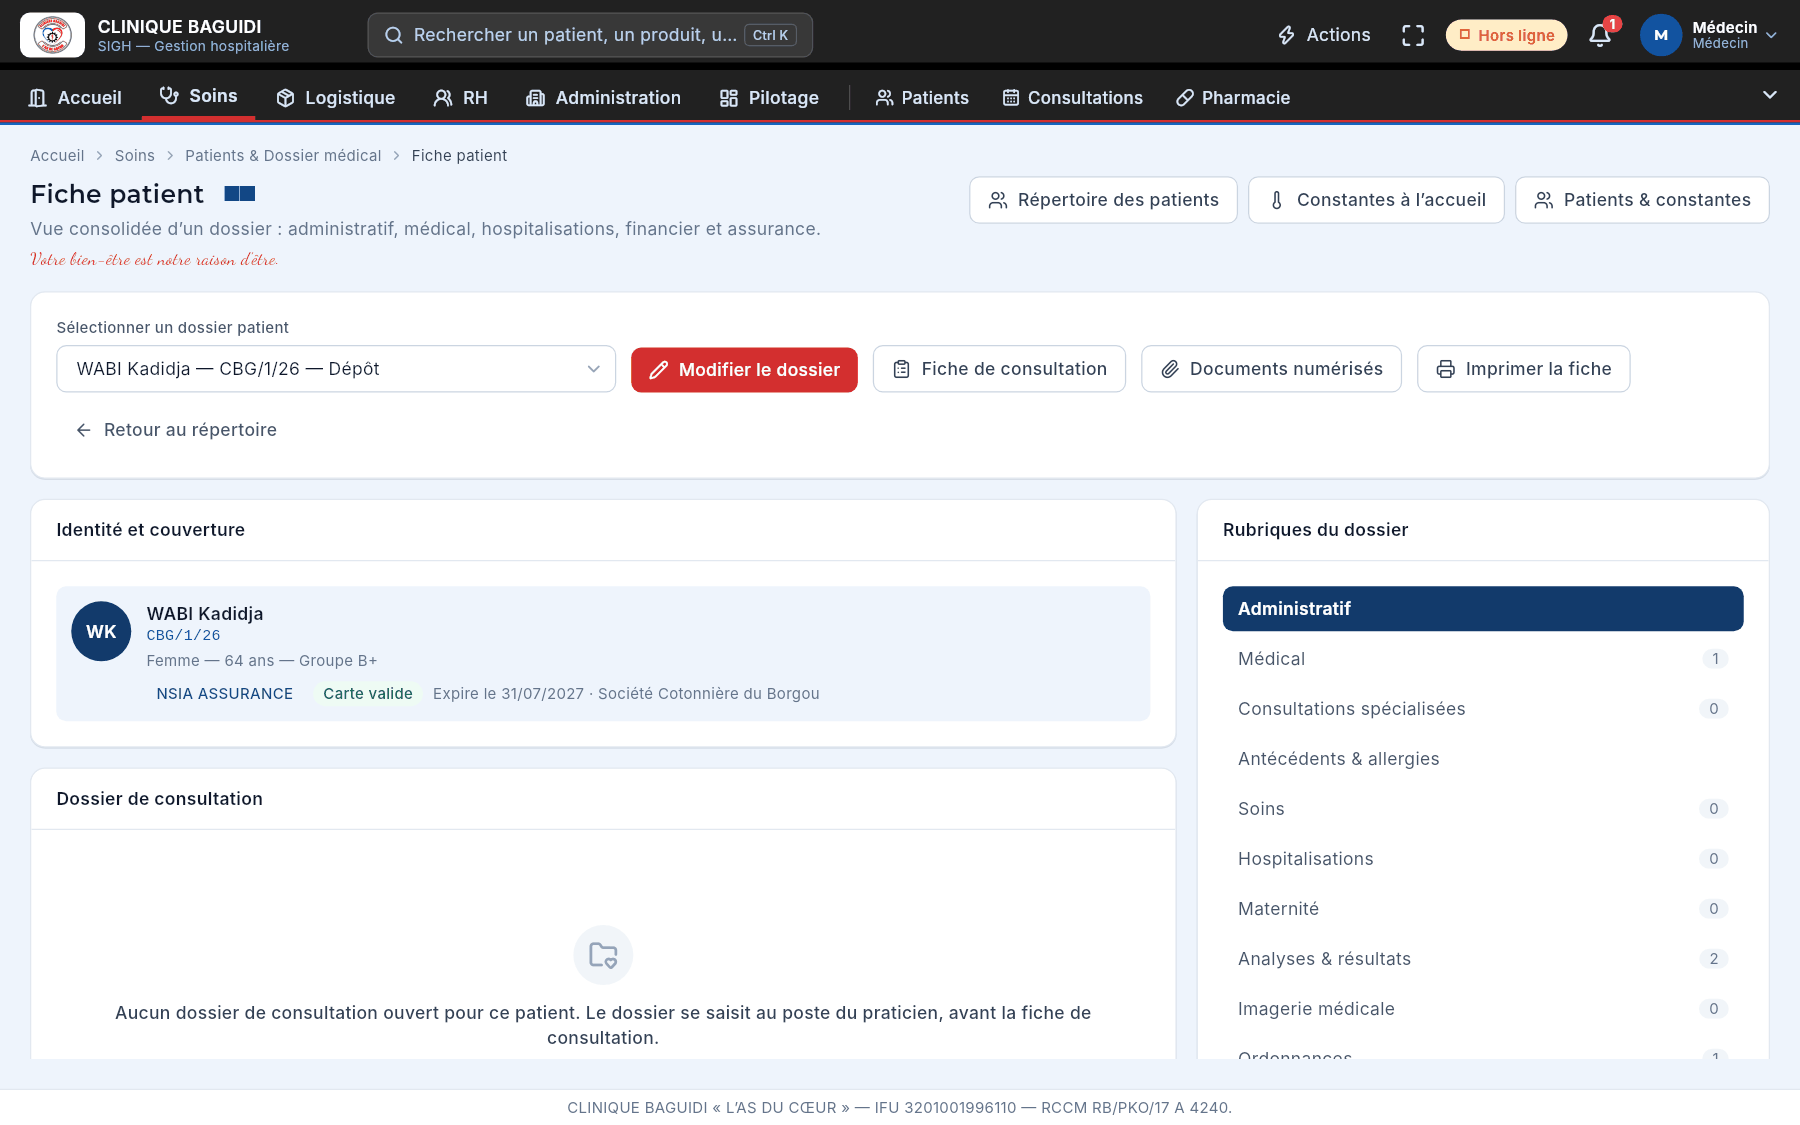 CLINIQUE BAGUIDI
SIGH — Gestion hospitalière
Rechercher un patient, un produit, u... Ctrl K
Actions
Hors ligne
1
M
Médecin
Médecin
Accueil
Soins
Logistique
RH
Administration
Pilotage
Patients
Consultations
Pharmacie
Accueil > Soins > Patients & Dossier médical > Fiche patient
Fiche patient
Répertoire des patients
Constantes à l’accueil
Patients & constantes
Vue consolidée d’un dossier : administratif, médical, hospitalisations, financier et assurance.
Votre bien-être est notre raison d'être.
Sélectionner un dossier patient
WABI Kadidja — CBG/1/26 — Dépôt
Modifier le dossier
Fiche de consultation
Documents numérisés
Imprimer la fiche
Retour au répertoire
Identité et couverture
WK
WABI Kadidja
CBG/1/26
Femme — 64 ans — Groupe B+
NSIA ASSURANCE Carte valide Expire le 31/07/2027 · Société Cotonnière du Borgou
Dossier de consultation
Aucun dossier de consultation ouvert pour ce patient. Le dossier se saisit au poste du praticien, avant la fiche de
consultation.
Rubriques du dossier
Administratif
Médical 1
Consultations spécialisées 0
Antécédents & allergies
Soins 0
Hospitalisations 0
Maternité 0
Analyses & résultats 2
Imagerie médicale 0
Ordonnances 1
CLINIQUE BAGUIDI « L’AS DU CŒUR » — IFU 3201001996110 — RCCM RB/PKO/17 A 4240.